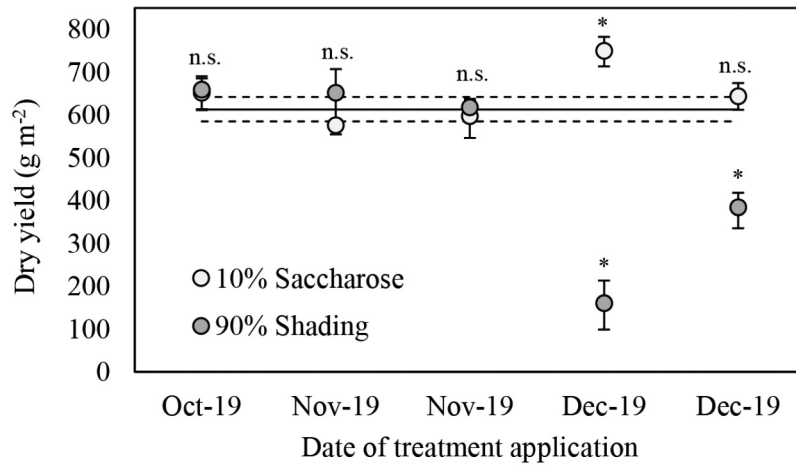 800
700
600
500
400
300
200
100
0
Dry yield (g m⁻²)
n.s.
n.s.
n.s.
*
n.s.
*
*
10% Saccharose
90% Shading
Oct-19 Nov-19 Nov-19 Dec-19 Dec-19
Date of treatment application